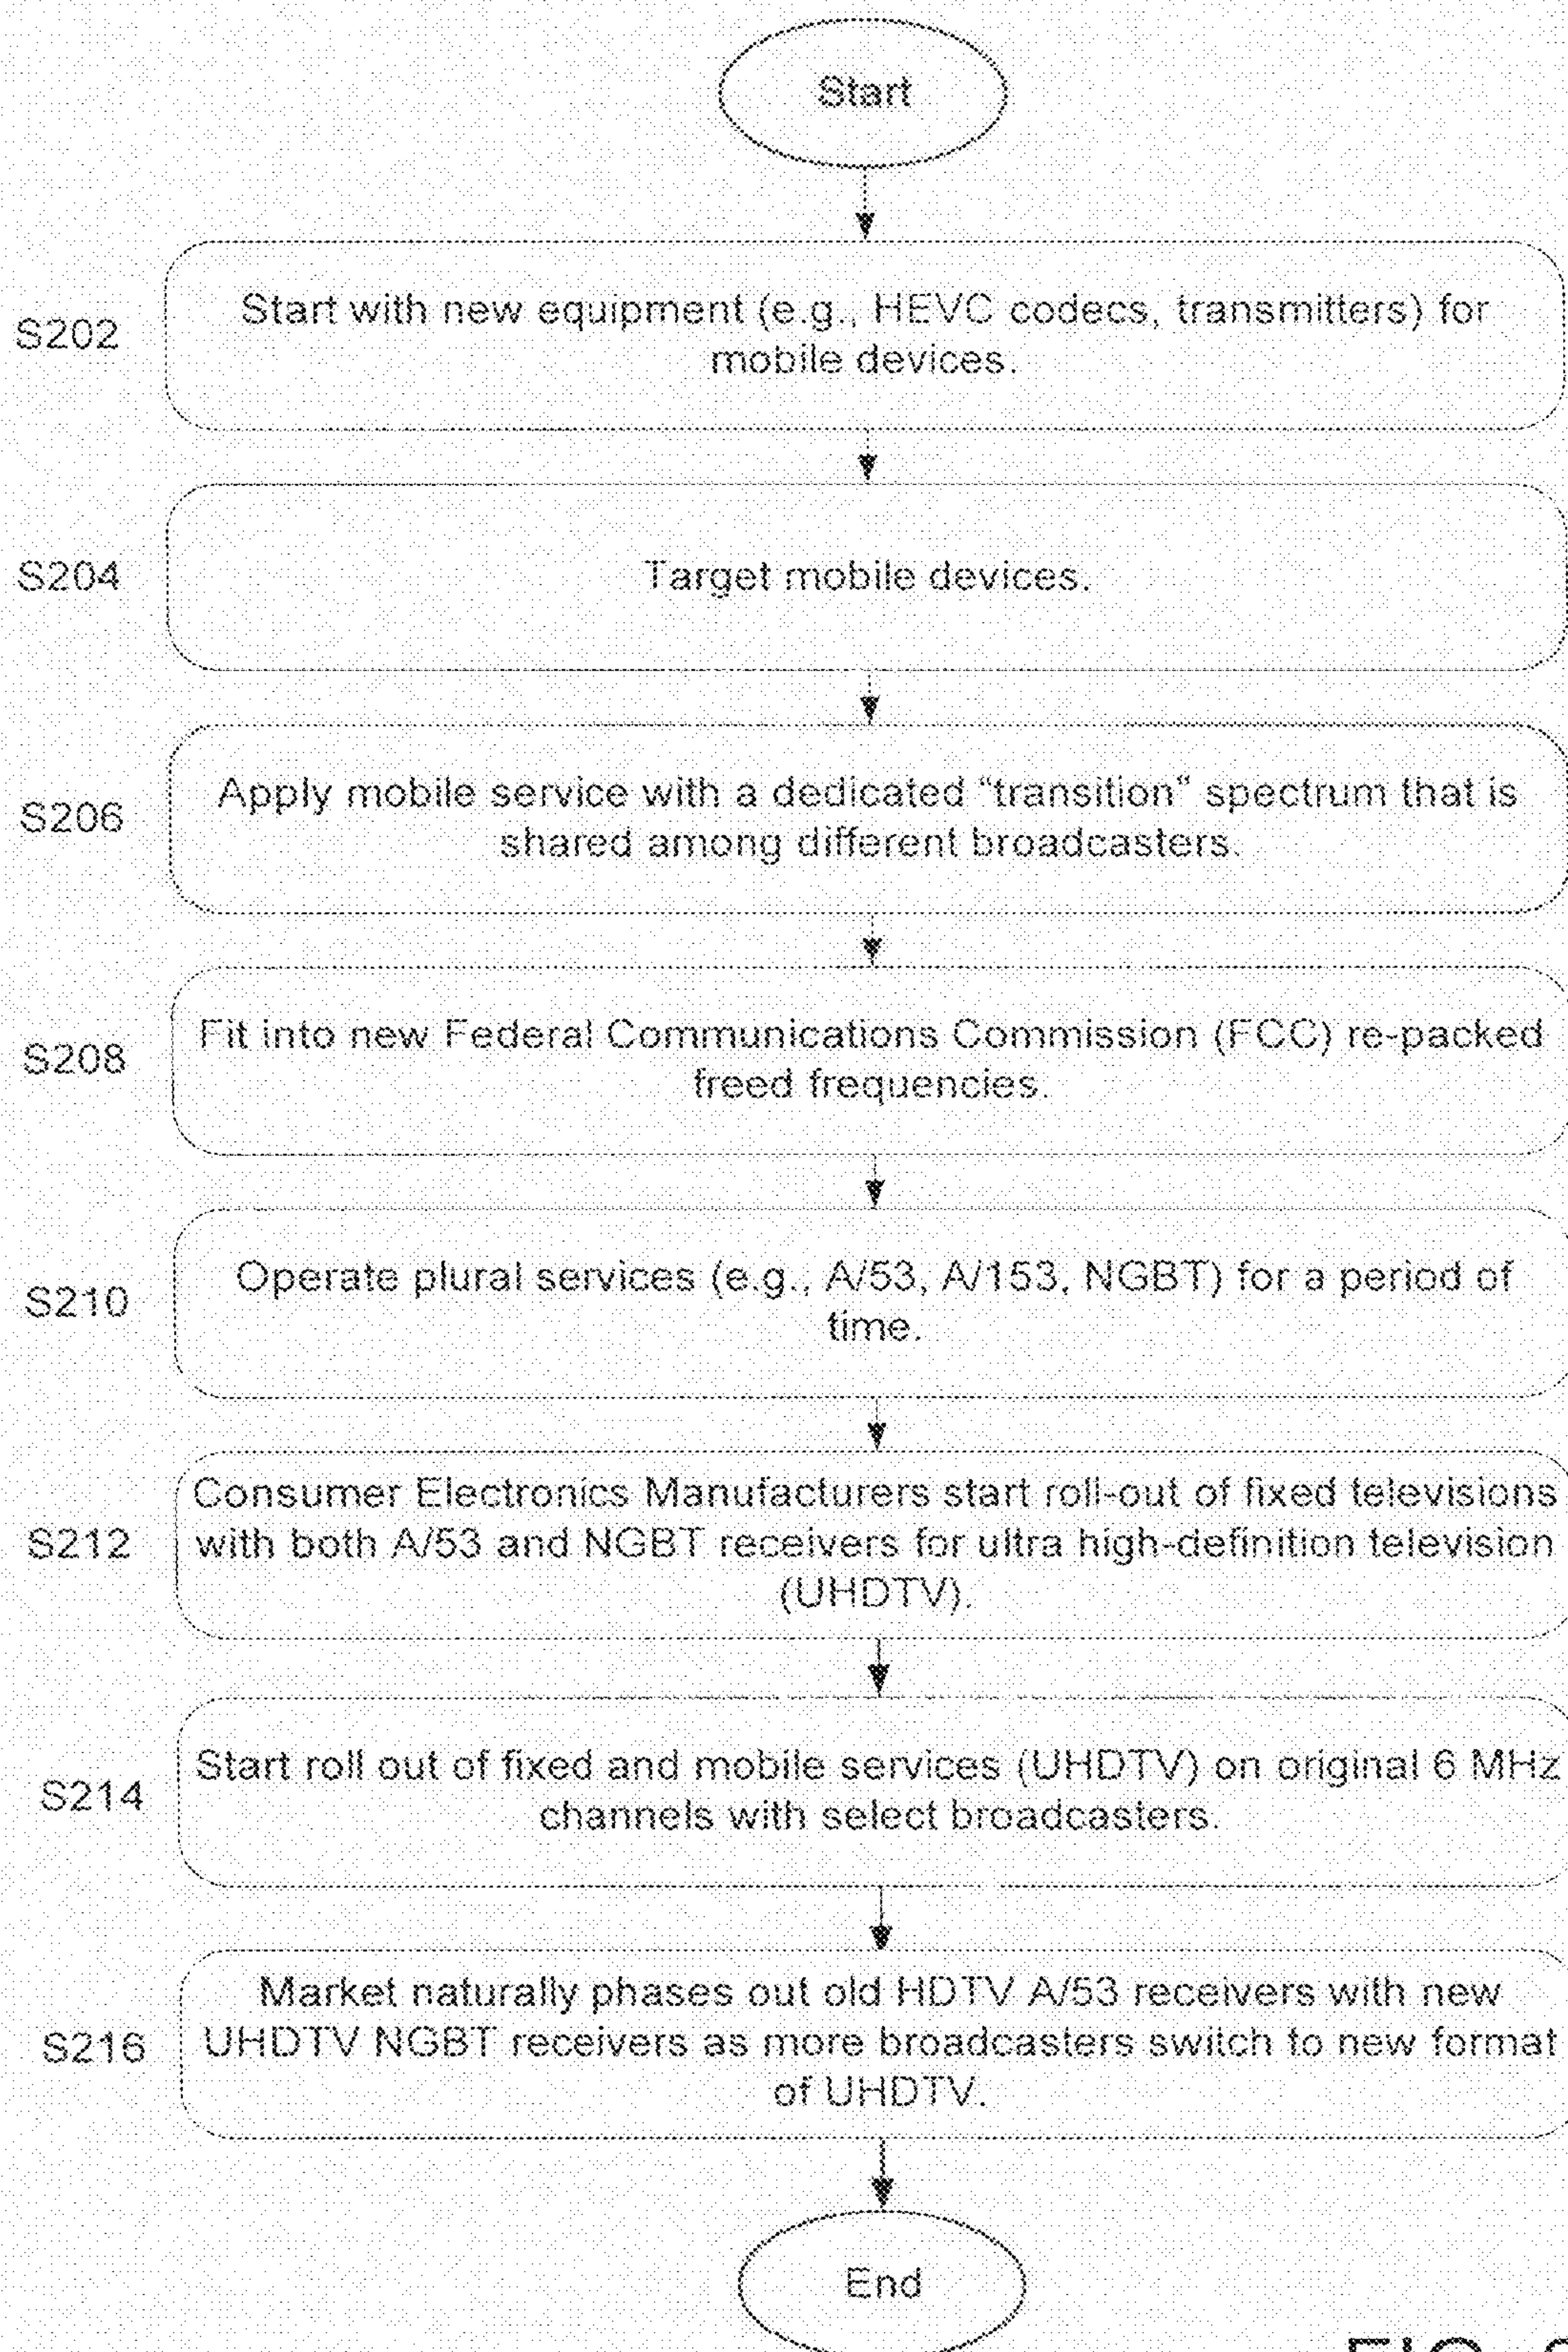 Start
S202
Start with new equipment (e.g., HEVC codecs, transmitters) for
mobile devices.
S204
Target mobile devices.
S206
Apply mobile service with a dedicated “transition“ spectrum that is
shared among different broadcasters.
S208
Fit into new Federal Communications Commission (FCC) re-packed
freed frequencies.
S210
Operate plural services (e.g., A/53, A/153, NGBT) for a period of
time.
S212
Consumer Electronics Manufacturers start roll-out of fixed televisions
with both A/53 and NGBT receivers for ultra high-definition television
(UHDTV).
S214
Start roll out of fixed and mobile services (UHDTV) on original 6 MHz
channels with select broadcasters.
S216
Market naturally phases out old HDTV A/53 receivers with new
UHDTV NGBT receivers as more broadcasters switch to new format
of UHDTV.
End